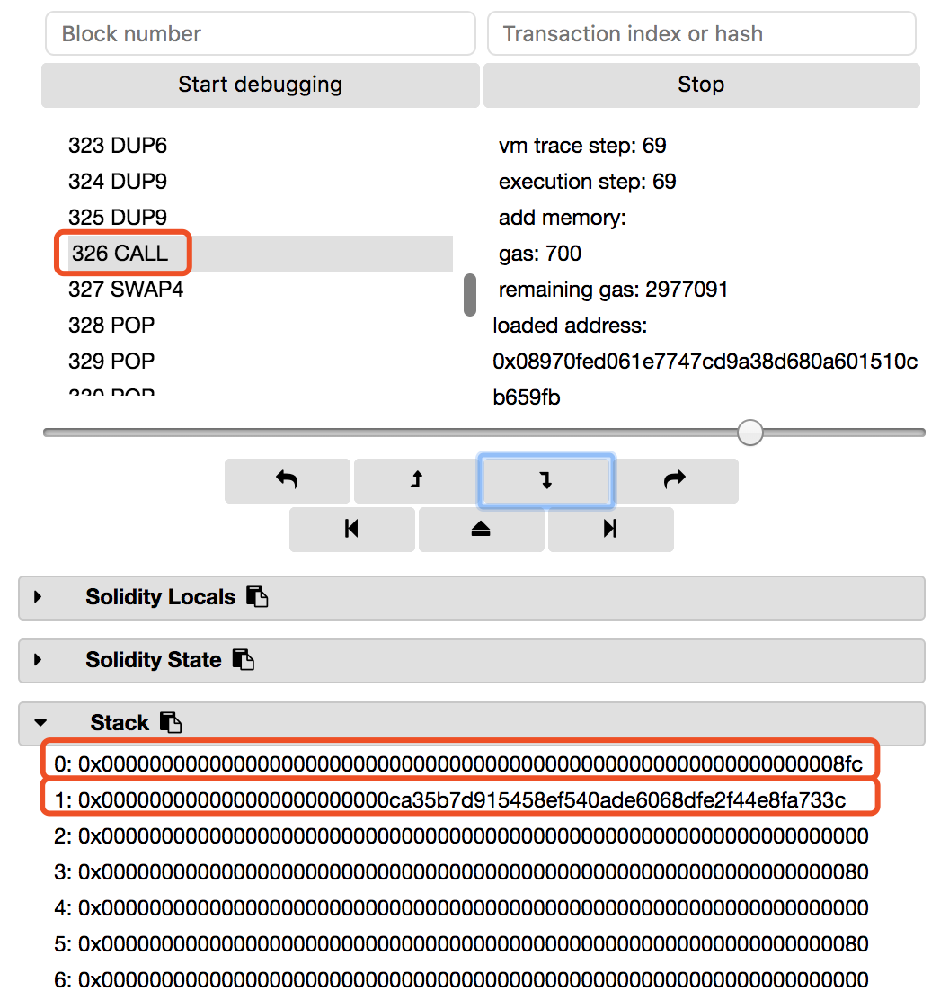 Block number
Transaction index or hash
Start debugging
Stop
323 DUP6
324 DUP9
325 DUP9
326 CALL
327 SWAP4
328 POP
329 POP
330 POP
vm trace step: 69
execution step: 69
add memory:
gas: 700
remaining gas: 2977091
loaded address:
0x08970fed061e7747cd9a38d680a601510c
b659fb
Solidity Locals
Solidity State
Stack
0: 0x00000000000000000000000000000000000000000000000000000000000008fc
1: 0x000000000000000000000000ca35b7d915458ef540ade6068dfe2f44e8fa733c
2: 0x0000000000000000000000000000000000000000000000000000000000000000
3: 0x0000000000000000000000000000000000000000000000000000000000000080
4: 0x0000000000000000000000000000000000000000000000000000000000000000
5: 0x0000000000000000000000000000000000000000000000000000000000000080
6: 0x0000000000000000000000000000000000000000000000000000000000000000